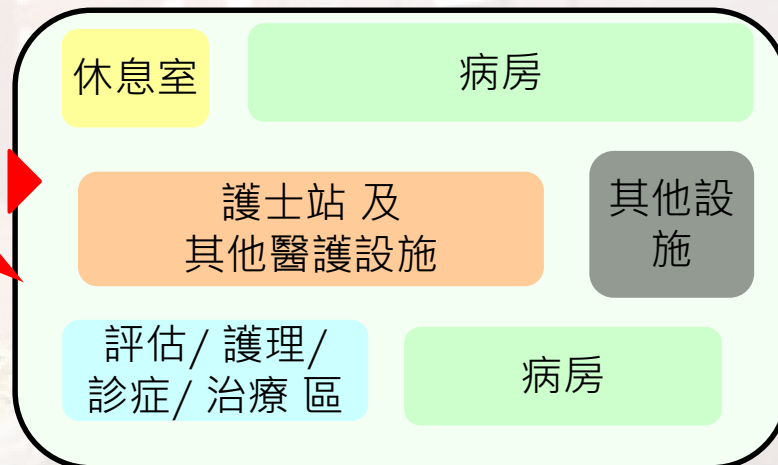 休息室
病房
護士站 及
其他醫護設施
其他設
施
評估/ 護理/
診症/ 治療 區
病房